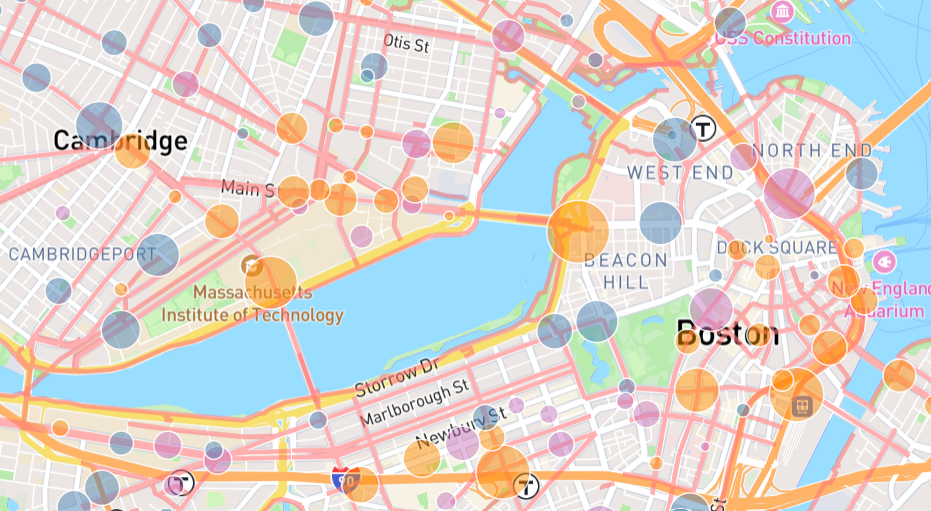 Otis St
USS Constitution
Cambridge
T
NORTH END
WEST END
Main S
CAMBRIDGEPORT
DOCK SQUARE
BEACON
HILL
New England
Aquarium
Massachusetts
Institute of Technology
Boston
Storrow Dr
Marlborough St
Newbury St
90
T
T
St